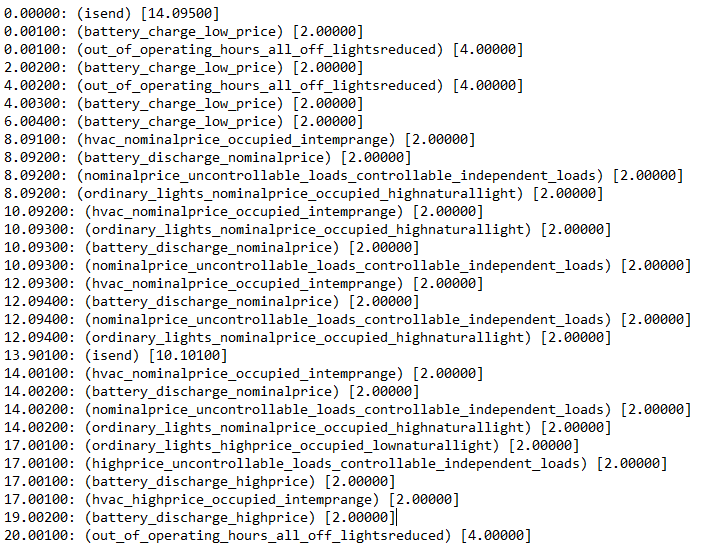 0.00000: (isend) [14.09500]
0.00100: (battery_charge_low_price) [2.00000]
0.00100: (out_of_operating_hours_all_off_lightsreduced) [4.00000]
2.00200: (battery_charge_low_price) [2.00000]
4.00200: (out_of_operating_hours_all_off_lightsreduced) [4.00000]
4.00300: (battery_charge_low_price) [2.00000]
6.00400: (battery_charge_low_price) [2.00000]
8.09100: (hvac_nominalprice_occupied_intemprange) [2.00000]
8.09200: (battery_discharge_nominalprice) [2.00000]
8.09200: (nominalprice_uncontrollable_loads_controllable_independent_loads) [2.00000]
8.09200: (ordinary_lights_nominalprice_occupied_highnaturallight) [2.00000]
10.09200: (hvac_nominalprice_occupied_intemprange) [2.00000]
10.09300: (ordinary_lights_nominalprice_occupied_highnaturallight) [2.00000]
10.09300: (battery_discharge_nominalprice) [2.00000]
10.09300: (nominalprice_uncontrollable_loads_controllable_independent_loads) [2.00000]
12.09300: (hvac_nominalprice_occupied_intemprange) [2.00000]
12.09400: (battery_discharge_nominalprice) [2.00000]
12.09400: (nominalprice_uncontrollable_loads_controllable_independent_loads) [2.00000]
12.09400: (ordinary_lights_nominalprice_occupied_highnaturallight) [2.00000]
13.90100: (isend) [10.10100]
14.00100: (hvac_nominalprice_occupied_intemprange) [2.00000]
14.00200: (battery_discharge_nominalprice) [2.00000]
14.00200: (nominalprice_uncontrollable_loads_controllable_independent_loads) [2.00000]
14.00200: (ordinary_lights_nominalprice_occupied_highnaturallight) [2.00000]
17.00100: (ordinary_lights_highprice_occupied_lownaturallight) [2.00000]
17.00100: (highprice_uncontrollable_loads_controllable_independent_loads) [2.00000]
17.00100: (battery_discharge_highprice) [2.00000]
17.00100: (hvac_highprice_occupied_intemprange) [2.00000]
19.00200: (battery_discharge_highprice) [2.00000]
20.00100: (out_of_operating_hours_all_off_lightsreduced) [4.00000]